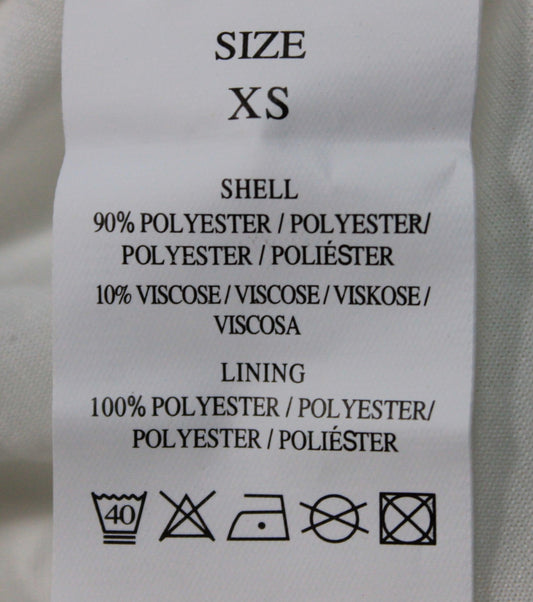 SIZE
XS
SHELL
90% POLYESTER / POLYESTER/
POLYESTER / POLIÉSTER
10% VISCOSE / VISCOSE / VISKOSE /
VISCOSA
LINING
100% POLYESTER / POLYESTER/
POLYESTER / POLIÉSTER
40